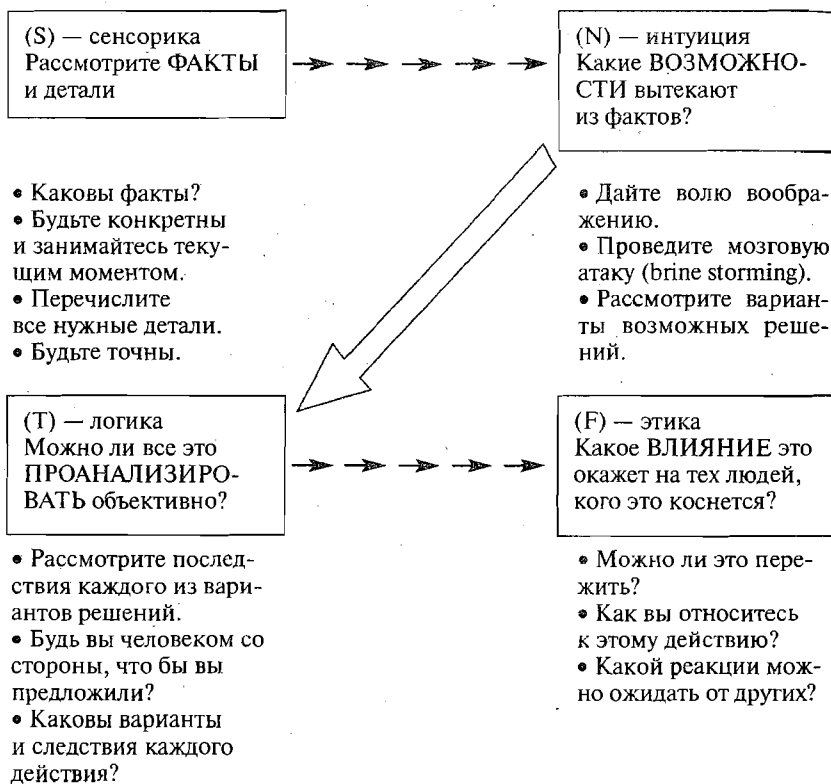 (S) — сенсорика
Рассмотрите ФАКТЫ
и детали
(N) — интуиция
Какие ВОЗМОЖНО-
СТИ вытекают
из фактов?
• Каковы факты?
• Будьте конкретны
и занимайтесь теку-
щим моментом.
• Перечислите
все нужные детали.
• Будьте точны.
• Дайте волю вообра-
жению.
• Проведите мозговую
атаку (brine storming).
• Рассмотрите вариан-
ты возможных реше-
ний.
(T) — логика
Можно ли все это
ПРОАНАЛИЗИРО-
ВАТЬ объективно?
(F) — этика
Какое ВЛИЯНИЕ это
окажет на тех людей,
кого это коснется?
• Рассмотрите послед-
ствия каждого из вари-
антов решений.
• Будь вы человеком со
стороны, что бы вы
предложили?
• Каковы варианты
и следствия каждого
действия?
• Можно ли это пере-
жить?
• Как вы относитесь
к этому действию?
• Какой реакции мож-
но ожидать от других?